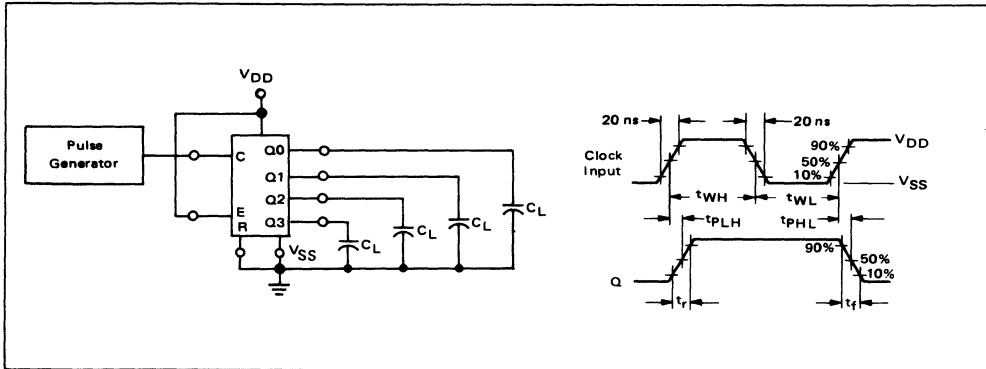 VDD
Pulse
Generator
C
E
R
Q0
Q1
Q2
Q3
VSS
CL
CL
CL
CL
20 ns
20 ns
Clock
Input
90%
50%
10%
VDD
VSS
tWH
tWL
tPLH
tPHL
Q
90%
50%
10%
tr
tf